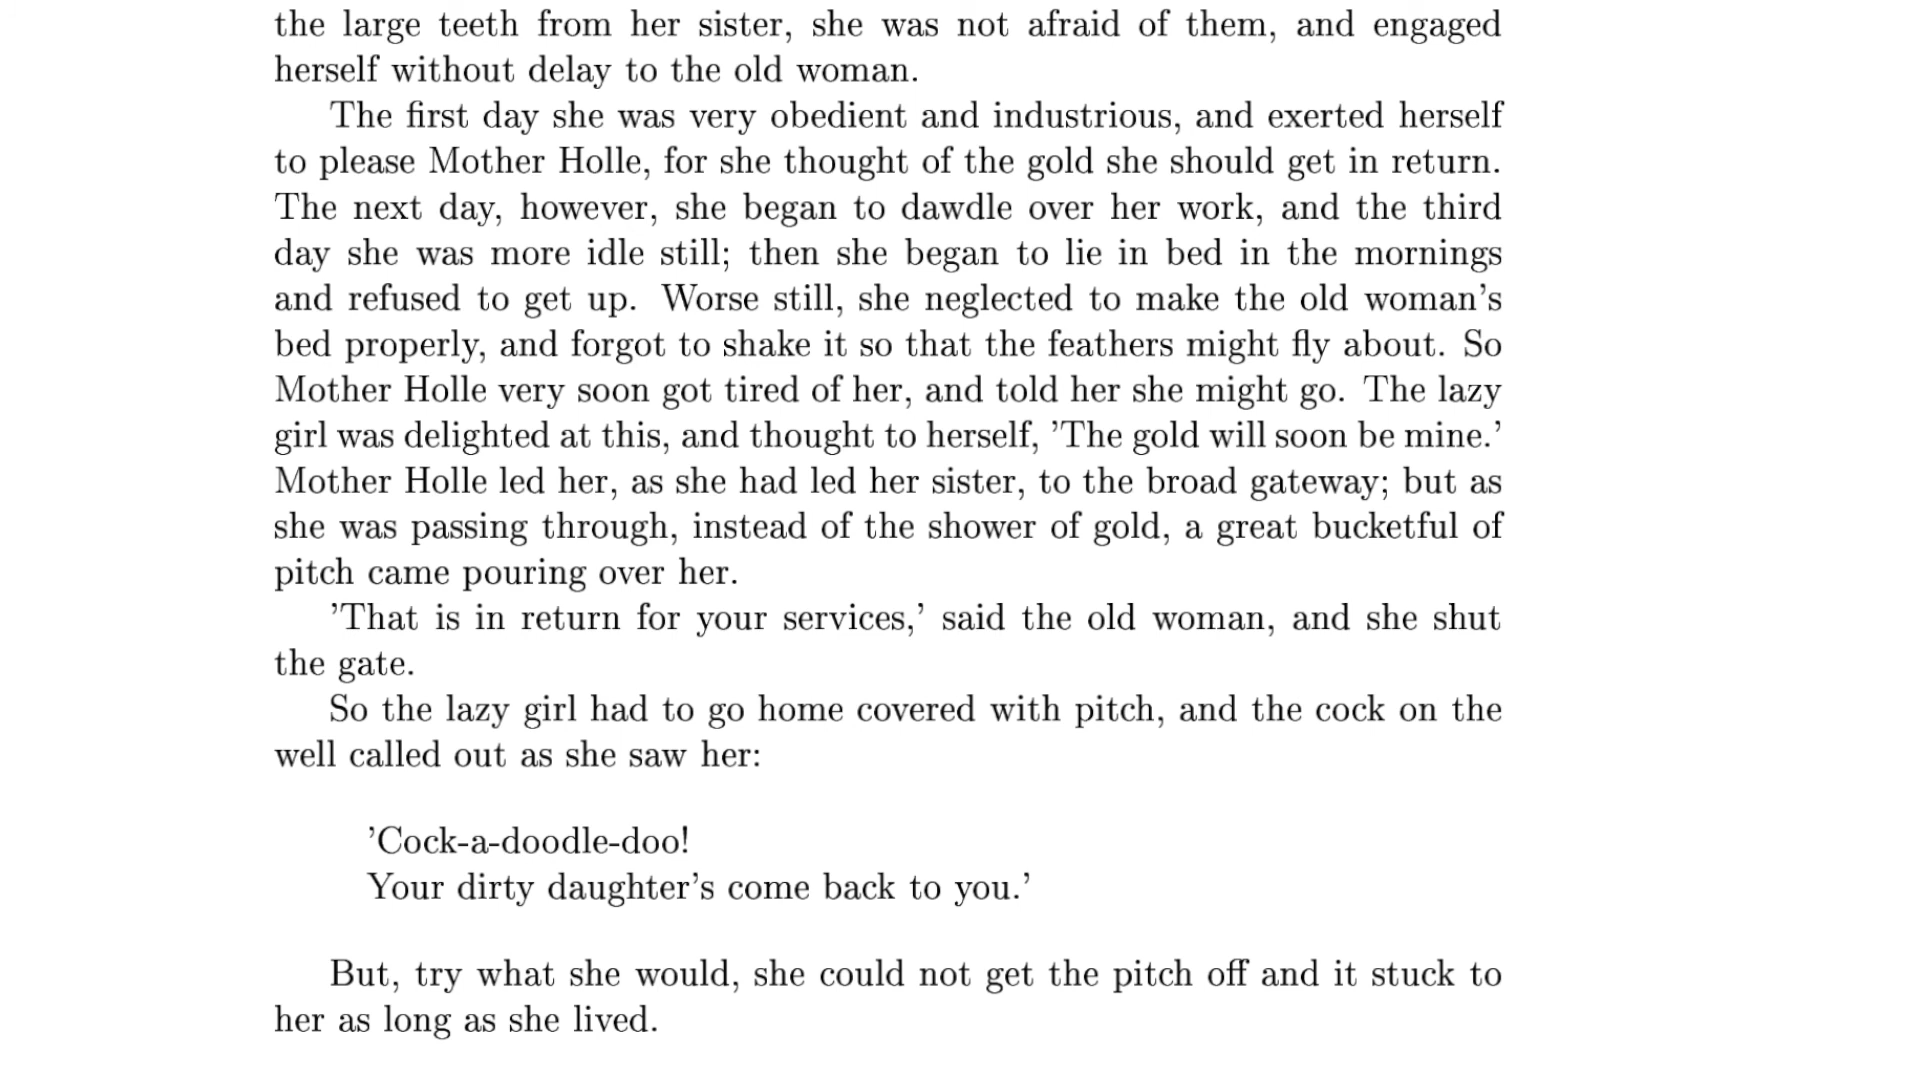 the large teeth from her sister, she was not afraid of them, and engaged
herself without delay to the old woman.
The first day she was very obedient and industrious, and exerted herself
to please Mother Holle, for she thought of the gold she should get in return.
The next day, however, she began to dawdle over her work, and the third
day she was more idle still; then she began to lie in bed in the mornings
and refused to get up. Worse still, she neglected to make the old woman’s
bed properly, and forgot to shake it so that the feathers might fly about. So
Mother Holle very soon got tired of her, and told her she might go. The lazy
girl was delighted at this, and thought to herself, ’The gold will soon be mine.’
Mother Holle led her, as she had led her sister, to the broad gateway; but as
she was passing through, instead of the shower of gold, a great bucketful of
pitch came pouring over her.
’That is in return for your services,’ said the old woman, and she shut
the gate.
So the lazy girl had to go home covered with pitch, and the cock on the
well called out as she saw her:
’Cock-a-doodle-doo!
Your dirty daughter’s come back to you.’
But, try what she would, she could not get the pitch off and it stuck to
her as long as she lived.